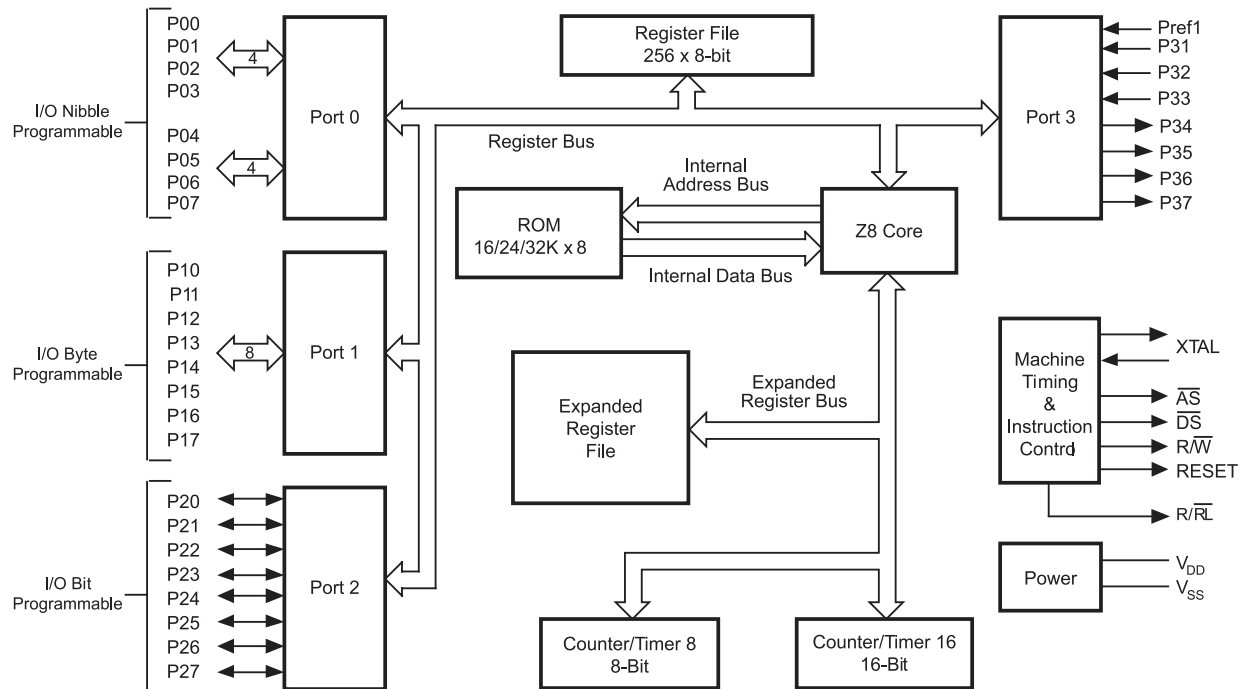 I/O Nibble
Programmable
P00
P01
P02
P03
P04
P05
P06
P07
4
4
Port 0
Register File
256 x 8-bit
Register Bus
Port 3
Pref1
P31
P32
P33
P34
P35
P36
P37
Internal
Address Bus
ROM
16/24/32K x 8
Internal Data Bus
Z8 Core
I/O Byte
Programmable
P10
P11
P12
P13
P14
P15
P16
P17
8
Port 1
Expanded
Register
File
Expanded
Register Bus
Machine
Timing
&
Instruction
Control
XTAL
A̅S̅
D̅S̅
R/W̅
RESET
R/R̅L̅
I/O Bit
Programmable
P20
P21
P22
P23
P24
P25
P26
P27
Port 2
Counter/Timer 8
8-Bit
Counter/Timer 16
16-Bit
Power
VDD
VSS